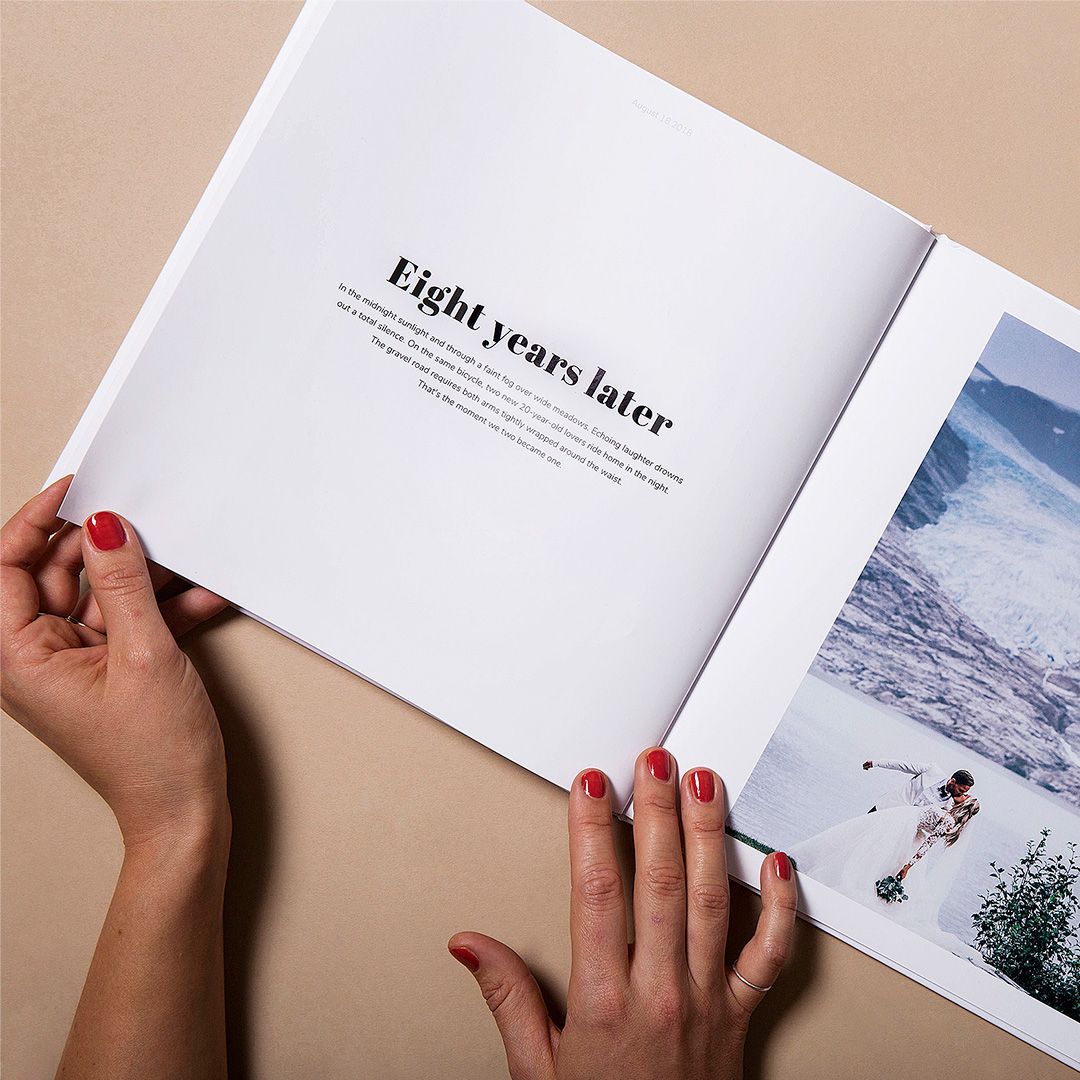 August 18 2018
Eight years later
In the midnight sunlight and through a faint fog over wide meadows. Echoing laughter drowns
out a total silence. On the same bicycle, two new 20-year-old lovers ride home in the night.
The gravel road requires both arms tightly wrapped around the waist.
That's the moment we two became one.